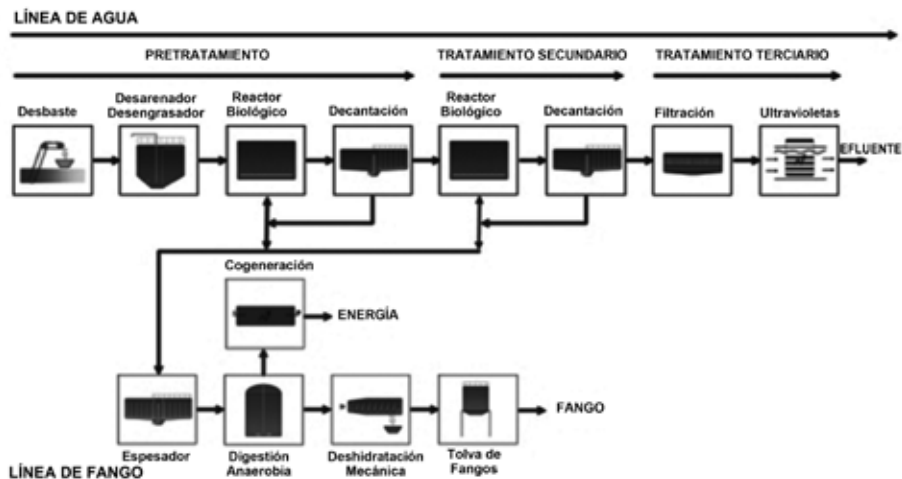 LÍNEA DE AGUA
PRETRATAMIENTO
TRATAMIENTO SECUNDARIO
TRATAMIENTO TERCIARIO
Desbaste
Desarenador
Desengrasador
Reactor
Biológico
Decantación
Reactor
Biológico
Decantación
Filtración
Ultravioletas
EFLUENTE
Cogeneración
ENERGÍA
FANGO
Espesador
Digestión
Anaerobia
Deshidratación
Mecánica
Tolva de
Fangos
LÍNEA DE FANGO